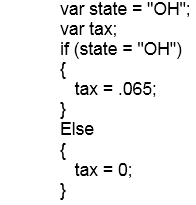 var state = "OH";
var tax;
if (state = "OH")
{
tax = .065;
}
Else
{
tax = 0;
}